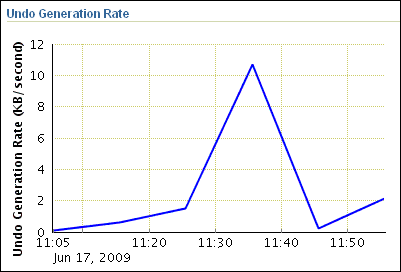 Undo Generation Rate
Undo Generation Rate (KB/second)
12
10
8
6
4
2
0
11:05 11:20 11:30 11:40 11:50
Jun 17, 2009